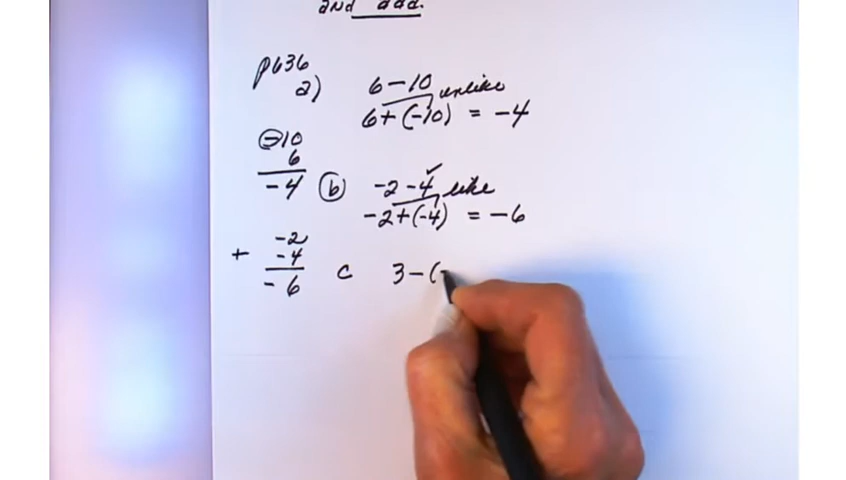 and add.
p636
a) 6 - 10 unlike
6 + (-10) = -4
-10
6
-4
b -2 - 4 like
-2 + (-4) = -6
+ -2
-4
-6
c 3 - (-